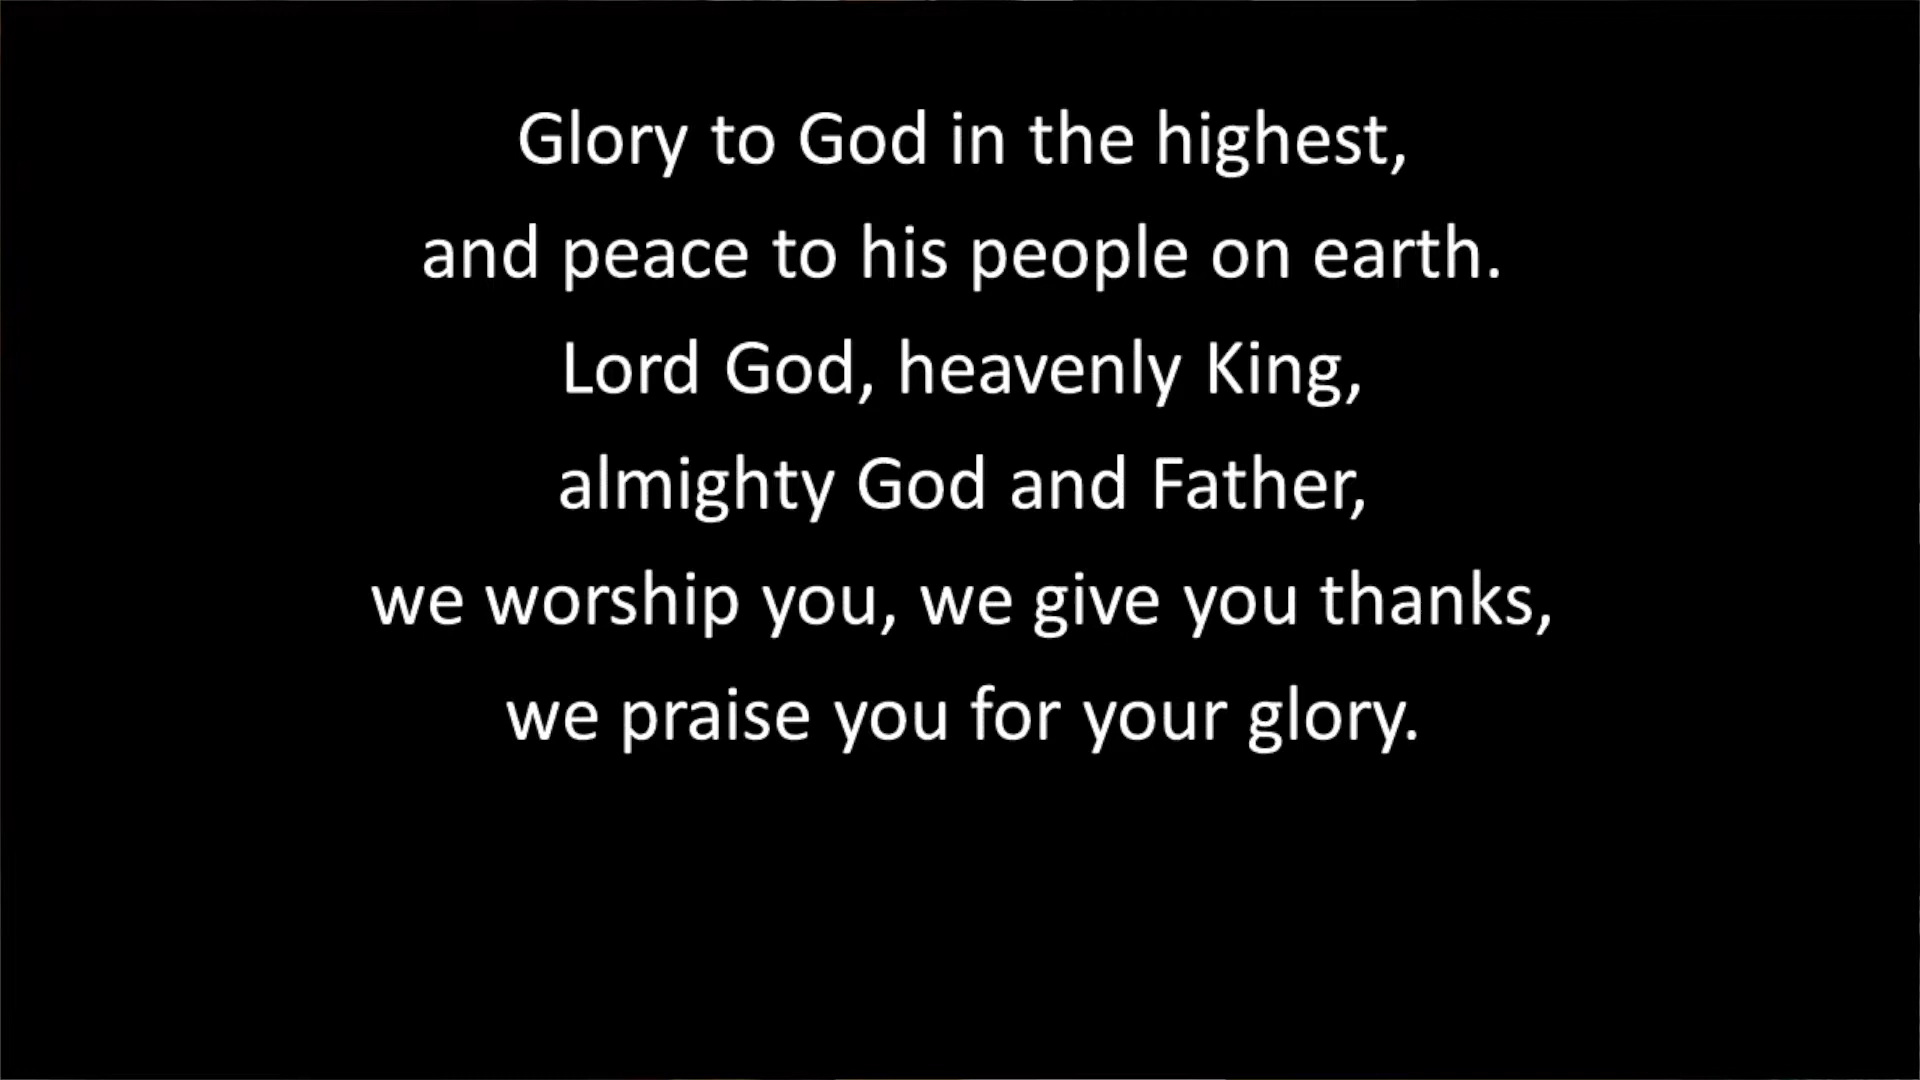 Glory to God in the highest,
and peace to his people on earth.
Lord God, heavenly King,
almighty God and Father,
we worship you, we give you thanks,
we praise you for your glory.